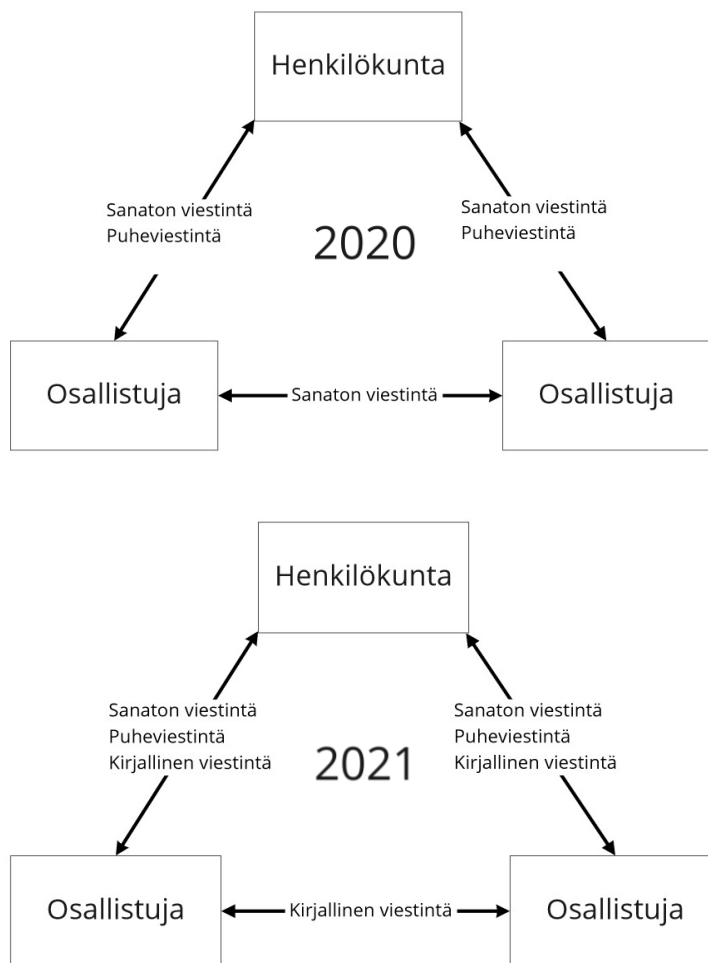 Henkilökunta
Sanaton viestintä
Puheviestintä
2020
Sanaton viestintä
Puheviestintä
Osallistuja
Sanaton viestintä
Osallistuja
Henkilökunta
Sanaton viestintä
Puheviestintä
Kirjallinen viestintä
2021
Sanaton viestintä
Puheviestintä
Kirjallinen viestintä
Osallistuja
Kirjallinen viestintä
Osallistuja